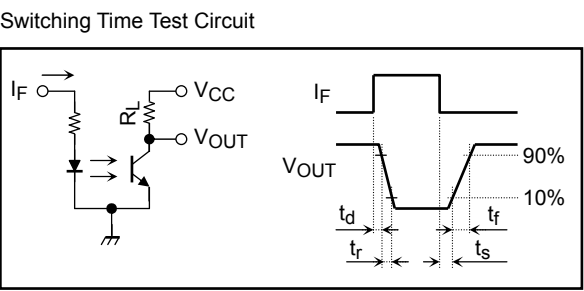 Switching Time Test Circuit
IF
RL
VCC
VOUT
IF
VOUT
90%
10%
td
tf
tr
ts